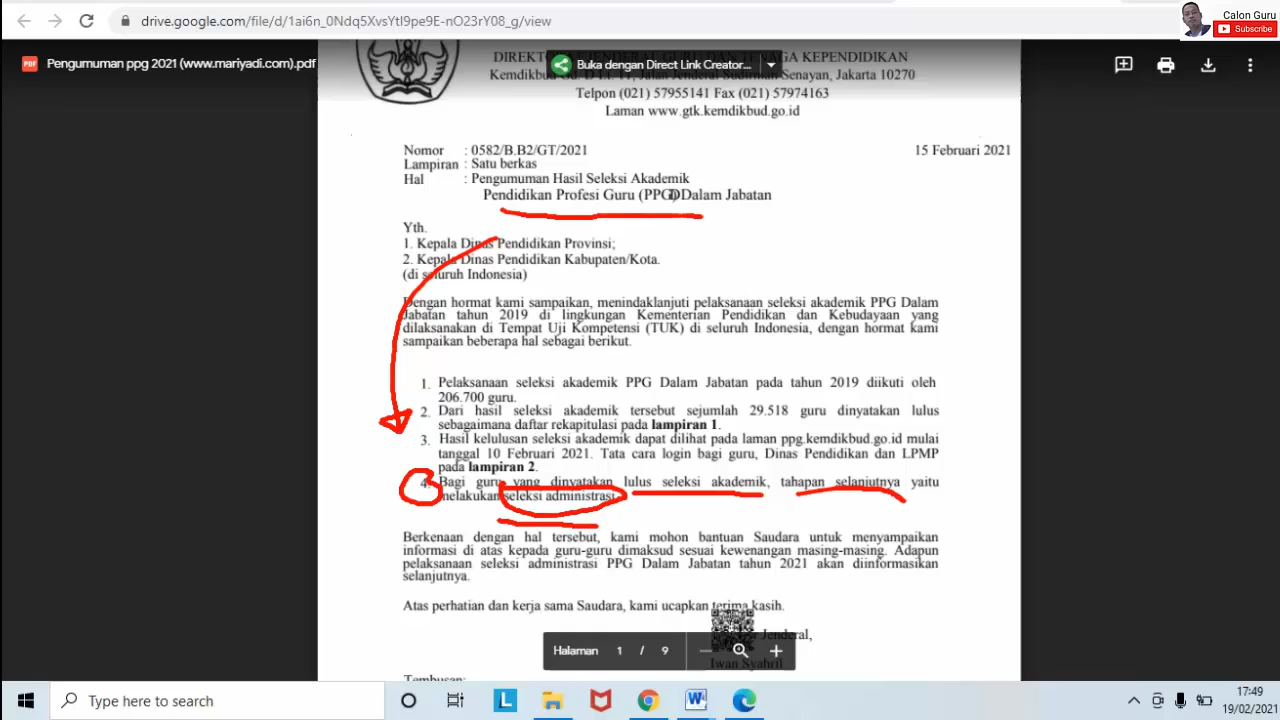 drive.google.com/file/d/1ai6n_0Ndq5XvsYtI9pe9E-nO23rY08_g/view
Calon Guru
Subscribe
PDF Pengumuman ppg 2021 (www.mariyadi.com).pdf
Buka dengan Direct Link Creator...
KEPENDIDIKAN
Kemdikbud Jalan Jenderal Sudirman Senayan, Jakarta 10270
Telpon (021) 57955141 Fax (021) 57974163
Laman www.gtk.kemdikbud.go.id
Nomor : 0582/B.B2/GT/2021 15 Februari 2021
Lampiran : Satu berkas
Hal : Pengumuman Hasil Seleksi Akademik
Pendidikan Profesi Guru (PPG) Dalam Jabatan
Yth.
1. Kepala Dinas Pendidikan Provinsi;
2. Kepala Dinas Pendidikan Kabupaten/Kota.
(di seluruh Indonesia)
Dengan hormat kami sampaikan, menindaklanjuti pelaksanaan seleksi akademik PPG Dalam
Jabatan tahun 2019 di lingkungan Kementerian Pendidikan dan Kebudayaan yang
dilaksanakan di Tempat Uji Kompetensi (TUK) di seluruh Indonesia, dengan hormat kami
sampaikan beberapa hal sebagai berikut.
1. Pelaksanaan seleksi akademik PPG Dalam Jabatan pada tahun 2019 diikuti oleh
206.700 guru.
2. Dari hasil seleksi akademik tersebut sejumlah 29.518 guru dinyatakan lulus
sebagaimana daftar rekapitulasi pada lampiran 1.
3. Hasil kelulusan seleksi akademik dapat dilihat pada laman ppg.kemdikbud.go.id mulai
tanggal 10 Februari 2021. Tata cara login bagi guru, Dinas Pendidikan dan LPMP
pada lampiran 2.
4. Bagi guru yang dinyatakan lulus seleksi akademik, tahapan selanjutnya yaitu
melakukan seleksi administrasi.
Berkenaan dengan hal tersebut, kami mohon bantuan Saudara untuk menyampaikan
informasi di atas kepada guru-guru dimaksud sesuai kewenangan masing-masing. Adapun
pelaksanaan seleksi administrasi PPG Dalam Jabatan tahun 2021 akan diinformasikan
selanjutnya.
Atas perhatian dan kerja sama Saudara, kami ucapkan terima kasih.
Jenderal,
Halaman 1 / 9
Iwan Syahril
Tembusan:
Type here to search
17:49
19/02/2021